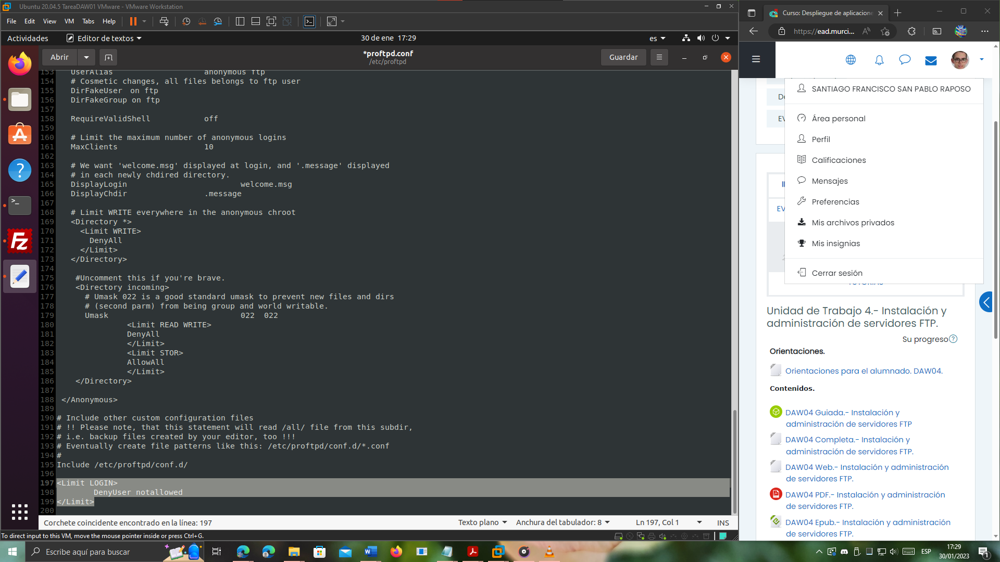 Ubuntu 20.04.5 TareaDAW01 VMware - VMware Workstation
File Edit View VM Tabs Help
Actividades Editor de textos 30 de ene 17:29 es
Abrir *proftpd.conf Guardar
/etc/proftpd
153 UserAlias anonymous ftp
154 # Cosmetic changes, all files belongs to ftp user
155 DirFakeUser on ftp
156 DirFakeGroup on ftp
157
158 RequireValidShell off
159
160 # Limit the maximum number of anonymous logins
161 MaxClients 10
162
163 # We want 'welcome.msg' displayed at login, and '.message' displayed
164 # in each newly chdired directory.
165 DisplayLogin welcome.msg
166 DisplayChdir .message
167
168 # Limit WRITE everywhere in the anonymous chroot
169 <Directory *>
170 <Limit WRITE>
171 DenyAll
172 </Limit>
173 </Directory>
174
175 #Uncomment this if you're brave.
176 <Directory incoming>
177 # Umask 022 is a good standard umask to prevent new files and dirs
178 # (second parm) from being group and world writable.
179 Umask 022 022
180 <Limit READ WRITE>
181 DenyAll
182 </Limit>
183 <Limit STOR>
184 AllowAll
185 </Limit>
186 </Directory>
187
188 </Anonymous>
189
190 # Include other custom configuration files
191 # !! Please note, that this statement will read /all/ file from this subdir,
192 # i.e. backup files created by your editor, too !!!
193 # Eventually create file patterns like this: /etc/proftpd/conf.d/*.conf
194 #
195 Include /etc/proftpd/conf.d/
196
197 <Limit LOGIN>
198 DenyUser notallowed
199 </Limit>
200
Corchete coincidente encontrado en la línea: 197 Texto plano Anchura del tabulador: 8 Ln 197, Col 1 INS
To direct input to this VM, move the mouse pointer inside or press Ctrl+G.
Curso: Despliegue de aplicacione
https://ead.murci...
SANTIAGO FRANCISCO SAN PABLO RAPOSO
Área personal
Perfil
Calificaciones
Mensajes
Preferencias
Mis archivos privados
Mis insignias
Cerrar sesión
Unidad de Trabajo 4.- Instalación y
administración de servidores FTP.
Su progreso
Orientaciones.
Orientaciones para el alumnado. DAW04.
Contenidos.
DAW04 Guiada.- Instalación y
administración de servidores FTP
DAW04 Completa.- Instalación y
administración de servidores FTP.
DAW04 Web.- Instalación y administración
de servidores FTP.
DAW04 PDF.- Instalación y administración
de servidores FTP.
DAW04 Epub.- Instalación y administración
de servidores FTP.
Escribe aquí para buscar
ESP
17:29
30/01/2023
1